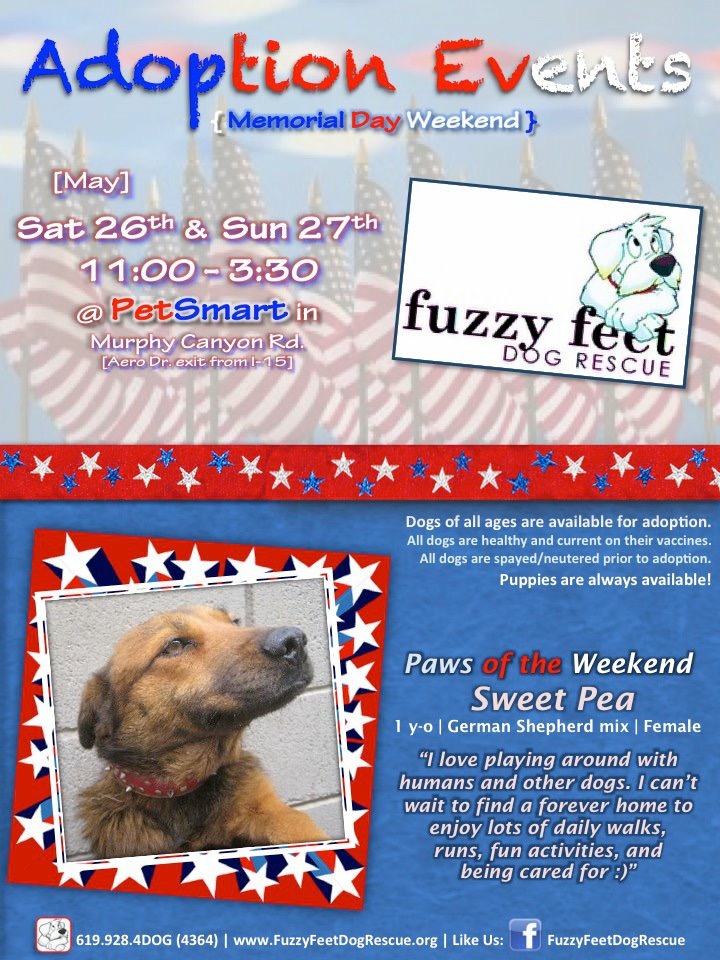 Adoption Events
{ Memorial Day Weekend }
[May]
Sat 26th & Sun 27th
11:00 - 3:30
@ PetSmart in
Murphy Canyon Rd.
[Aero Dr. exit from I-15]
fuzzy feet
DOG RESCUE
Dogs of all ages are available for adoption.
All dogs are healthy and current on their vaccines.
All dogs are spayed/neutered prior to adoption.
Puppies are always available!
Paws of the Weekend
Sweet Pea
1 y-o | German Shepherd mix | Female
“I love playing around with
humans and other dogs. I can’t
wait to find a forever home to
enjoy lots of daily walks,
runs, fun activities, and
being cared for :)”
619.928.4DOG (4364) | www.FuzzyFeetDogRescue.org | Like Us: f FuzzyFeetDogRescue